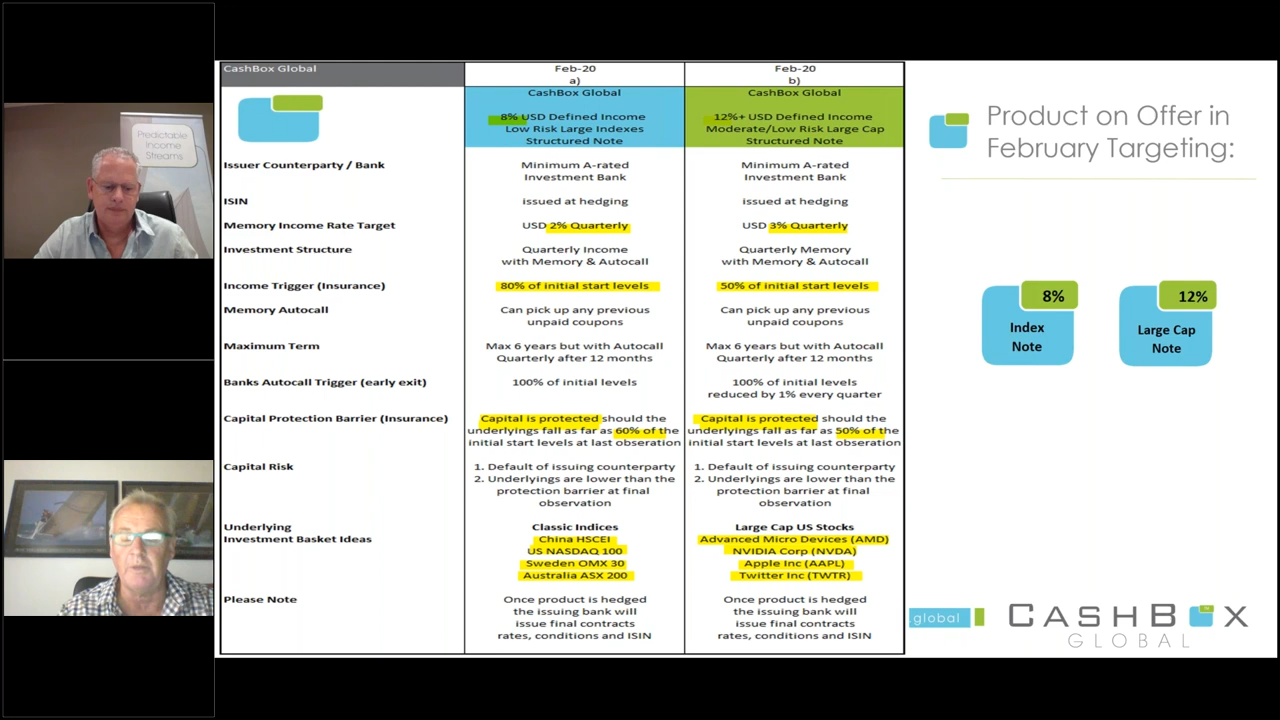 Predictable
Income
Streams
CashBox Global
Feb-20
a)
Feb-20
b)
CashBox Global
8% USD Defined Income
Low Risk Large Indexes
Structured Note
CashBox Global
12%+ USD Defined Income
Moderate/Low Risk Large Cap
Structured Note
Issuer Counterparty / Bank
Minimum A-rated
Investment Bank
Minimum A-rated
Investment Bank
ISIN
issued at hedging
issued at hedging
Memory Income Rate Target
USD 2% Quarterly
USD 3% Quarterly
Investment Structure
Quarterly Income
with Memory & Autocall
Quarterly Memory
with Memory & Autocall
Income Trigger (Insurance)
80% of initial start levels
50% of initial start levels
Memory Autocall
Can pick up any previous
unpaid coupons
Can pick up any previous
unpaid coupons
Maximum Term
Max 6 years but with Autocall
Quarterly after 12 months
Max 6 years but with Autocall
Quarterly after 12 months
Banks Autocall Trigger (early exit)
100% of initial levels
100% of initial levels
reduced by 1% every quarter
Capital Protection Barrier (Insurance)
Capital is protected should the
underlyings fall as far as 60% of the
initial start levels at last obseration
Capital is protected should the
underlyings fall as far as 50% of the
initial start levels at last obseration
Capital Risk
1. Default of issuing counterparty
2. Underlyings are lower than the
protection barrier at final
observation
1. Default of issuing counterparty
2. Underlyings are lower than the
protection barrier at final
observation
Underlying
Investment Basket Ideas
Classic Indices
China HSCEI
US NASDAQ 100
Sweden OMX 30
Australia ASX 200
Large Cap US Stocks
Advanced Micro Devices (AMD)
NVIDIA Corp (NVDA)
Apple Inc (AAPL)
Twitter Inc (TWTR)
Please Note
Once product is hedged
the issuing bank will
issue final contracts
rates, conditions and ISIN
Once product is hedged
the issuing bank will
issue final contracts
rates, conditions and ISIN
Product on Offer in
February Targeting:
8%
Index
Note
12%
Large Cap
Note
global
CASHBOX
GLOBAL